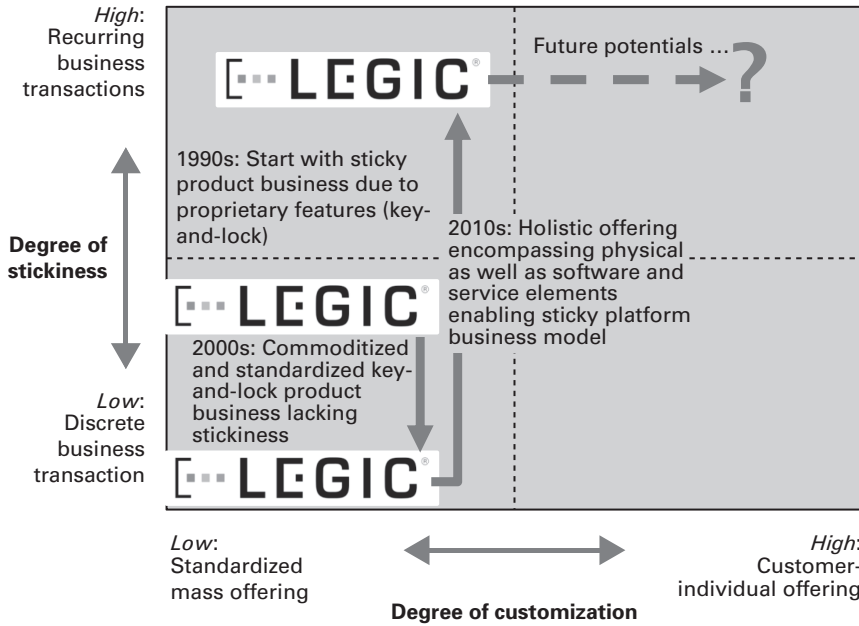 High:
Recurring
business
transactions
Degree of
stickiness
Low:
Discrete
business
transaction
LEGIC®
Future potentials ... ?
1990s: Start with sticky
product business due to
proprietary features (key-
and-lock)
2010s: Holistic offering
encompassing physical
as well as software and
service elements
enabling sticky platform
business model
LEGIC®
2000s: Commoditized
and standardized key-
and-lock product
business lacking
stickiness
LEGIC®
Low:
Standardized
mass offering
High:
Customer-
individual offering
Degree of customization